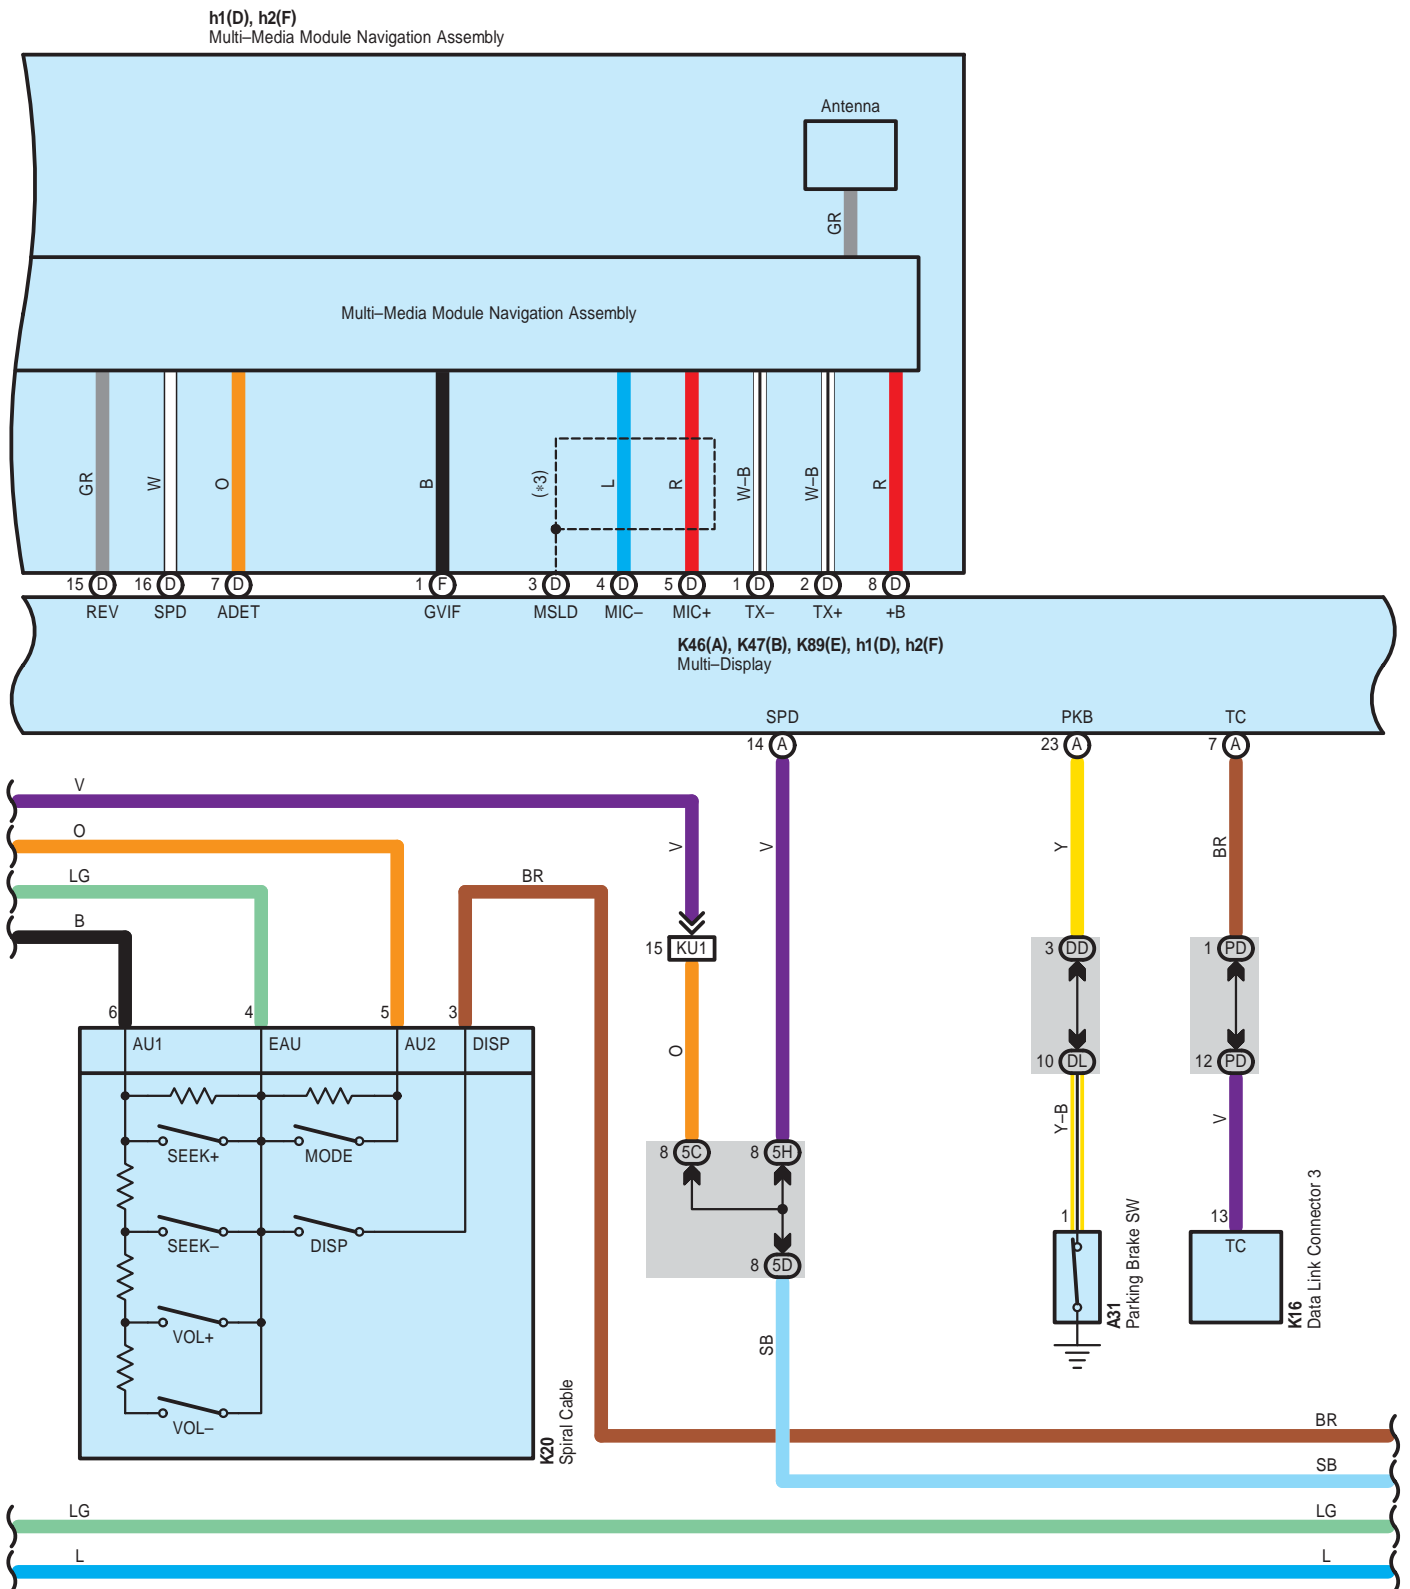 h1(D), h2(F)
Multi–Media Module Navigation Assembly
Antenna
GR
Multi–Media Module Navigation Assembly
GR
W
O
B
(∗3)
L
R
W–B
W–B
R
15 D
16 D
7 D
1 F
3 D
4 D
5 D
1 D
2 D
8 D
REV
SPD
ADET
GVIF
MSLD
MIC–
MIC+
TX–
TX+
+B
K46(A), K47(B), K89(E), h1(D), h2(F)
Multi–Display
SPD
PKB
TC
14 A
23 A
7 A
V
O
LG
B
BR
V
V
Y
BR
15 KU1
3 DD
1 PD
6
4
5
3
AU1
EAU
AU2
DISP
O
10 DL
12 PD
Y–B
V
SEEK+
MODE
8 5C
8 5H
SEEK–
DISP
8 5D
1
13
TC
A31
Parking Brake SW
K16
Data Link Connector 3
VOL+
VOL–
SB
K20
Spiral Cable
BR
SB
LG
LG
L
L